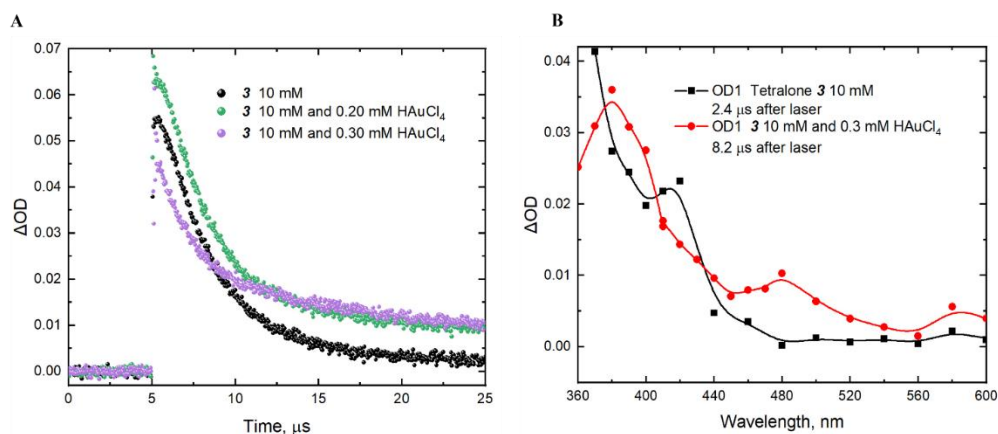 A
0.07
0.06
0.05
0.04
0.03
0.02
0.01
0.00
ΔOD
3 10 mM
3 10 mM and 0.20 mM HAuCl₄
3 10 mM and 0.30 mM HAuCl₄
0 5 10 15 20 25
Time, μs
B
0.04
0.03
0.02
0.01
0.00
ΔOD
OD1 Tetralone 3 10 mM
2.4 μs after laser
OD1 3 10 mM and 0.3 mM HAuCl₄
8.2 μs after laser
360 400 440 480 520 560 600
Wavelength, nm